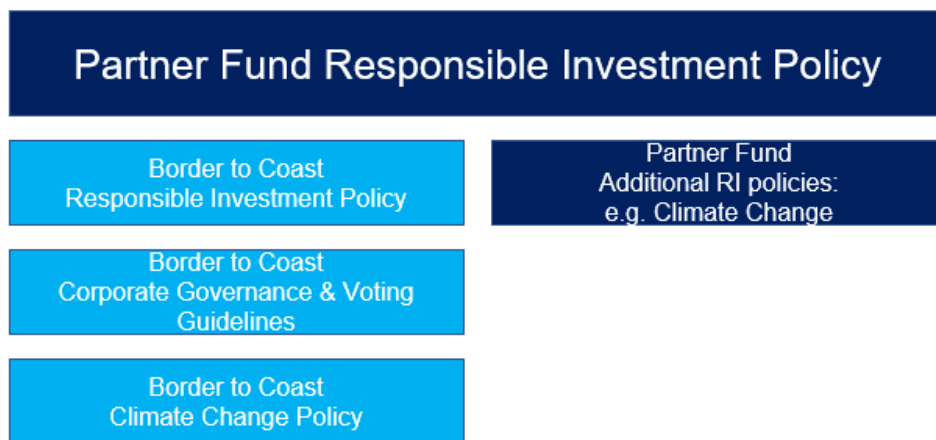 Partner Fund Responsible Investment Policy
Border to Coast
Responsible Investment Policy
Partner Fund
Additional RI policies:
e.g. Climate Change
Border to Coast
Corporate Governance & Voting
Guidelines
Border to Coast
Climate Change Policy